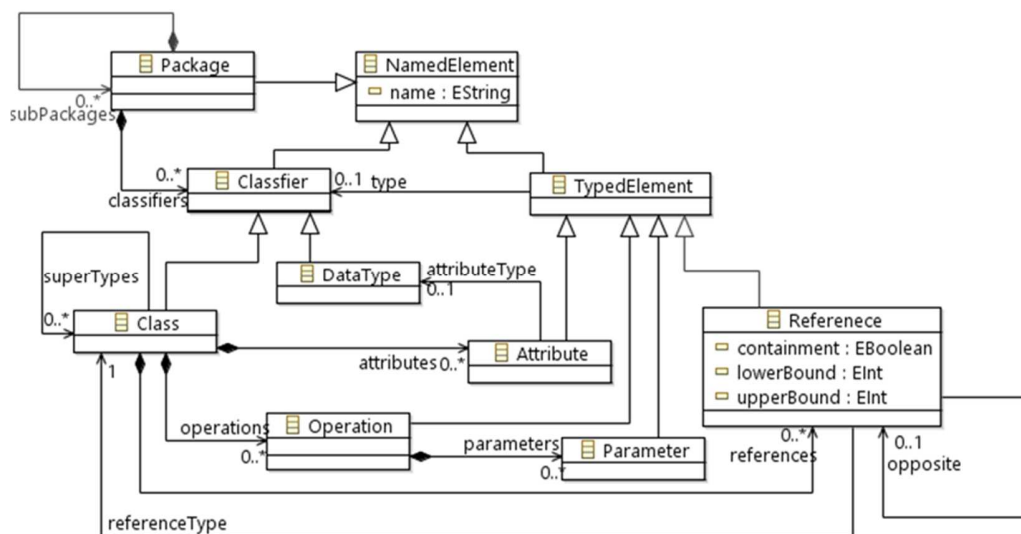 Package
NamedElement
name : EString
0..*
subPackages
0..*
classifiers
Classfier
0..1
type
TypedElement
superTypes
0..*
DataType
attributeType
0..1
Class
1
attributes
0..*
Attribute
Referenece
containment : EBoolean
lowerBound : EInt
upperBound : EInt
operations
0..*
Operation
parameters
0..*
Parameter
0..*
references
0..1
opposite
referenceType